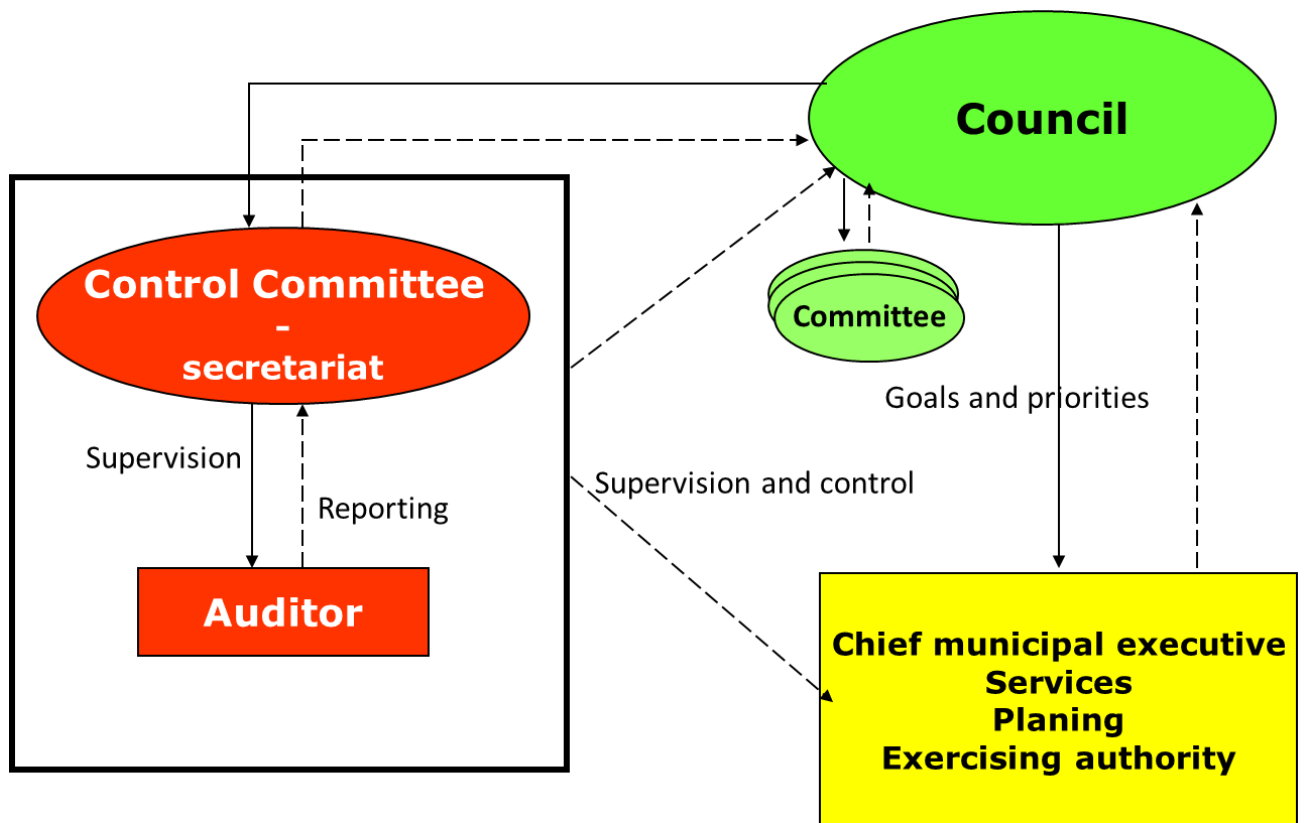 Council
Control Committee
-
secretariat
Committee
Goals and priorities
Supervision
Supervision and control
Reporting
Auditor
Chief municipal executive
Services
Planing
Exercising authority